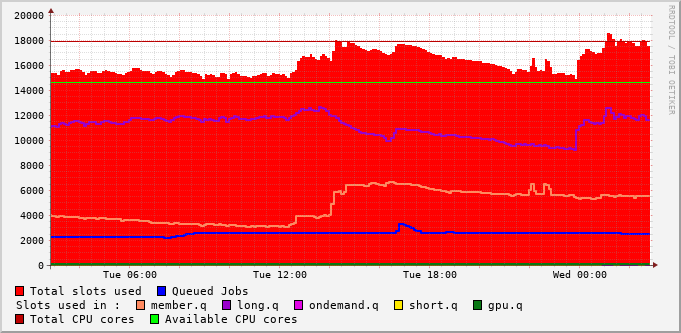 20000
18000
16000
14000
12000
10000
8000
6000
4000
2000
0
Tue 06:00 Tue 12:00 Tue 18:00 Wed 00:00
RRDTOOL / TOBI OETIKER
Total slots used Queued Jobs
Slots used in : member.q long.q ondemand.q short.q gpu.q
Total CPU cores Available CPU cores